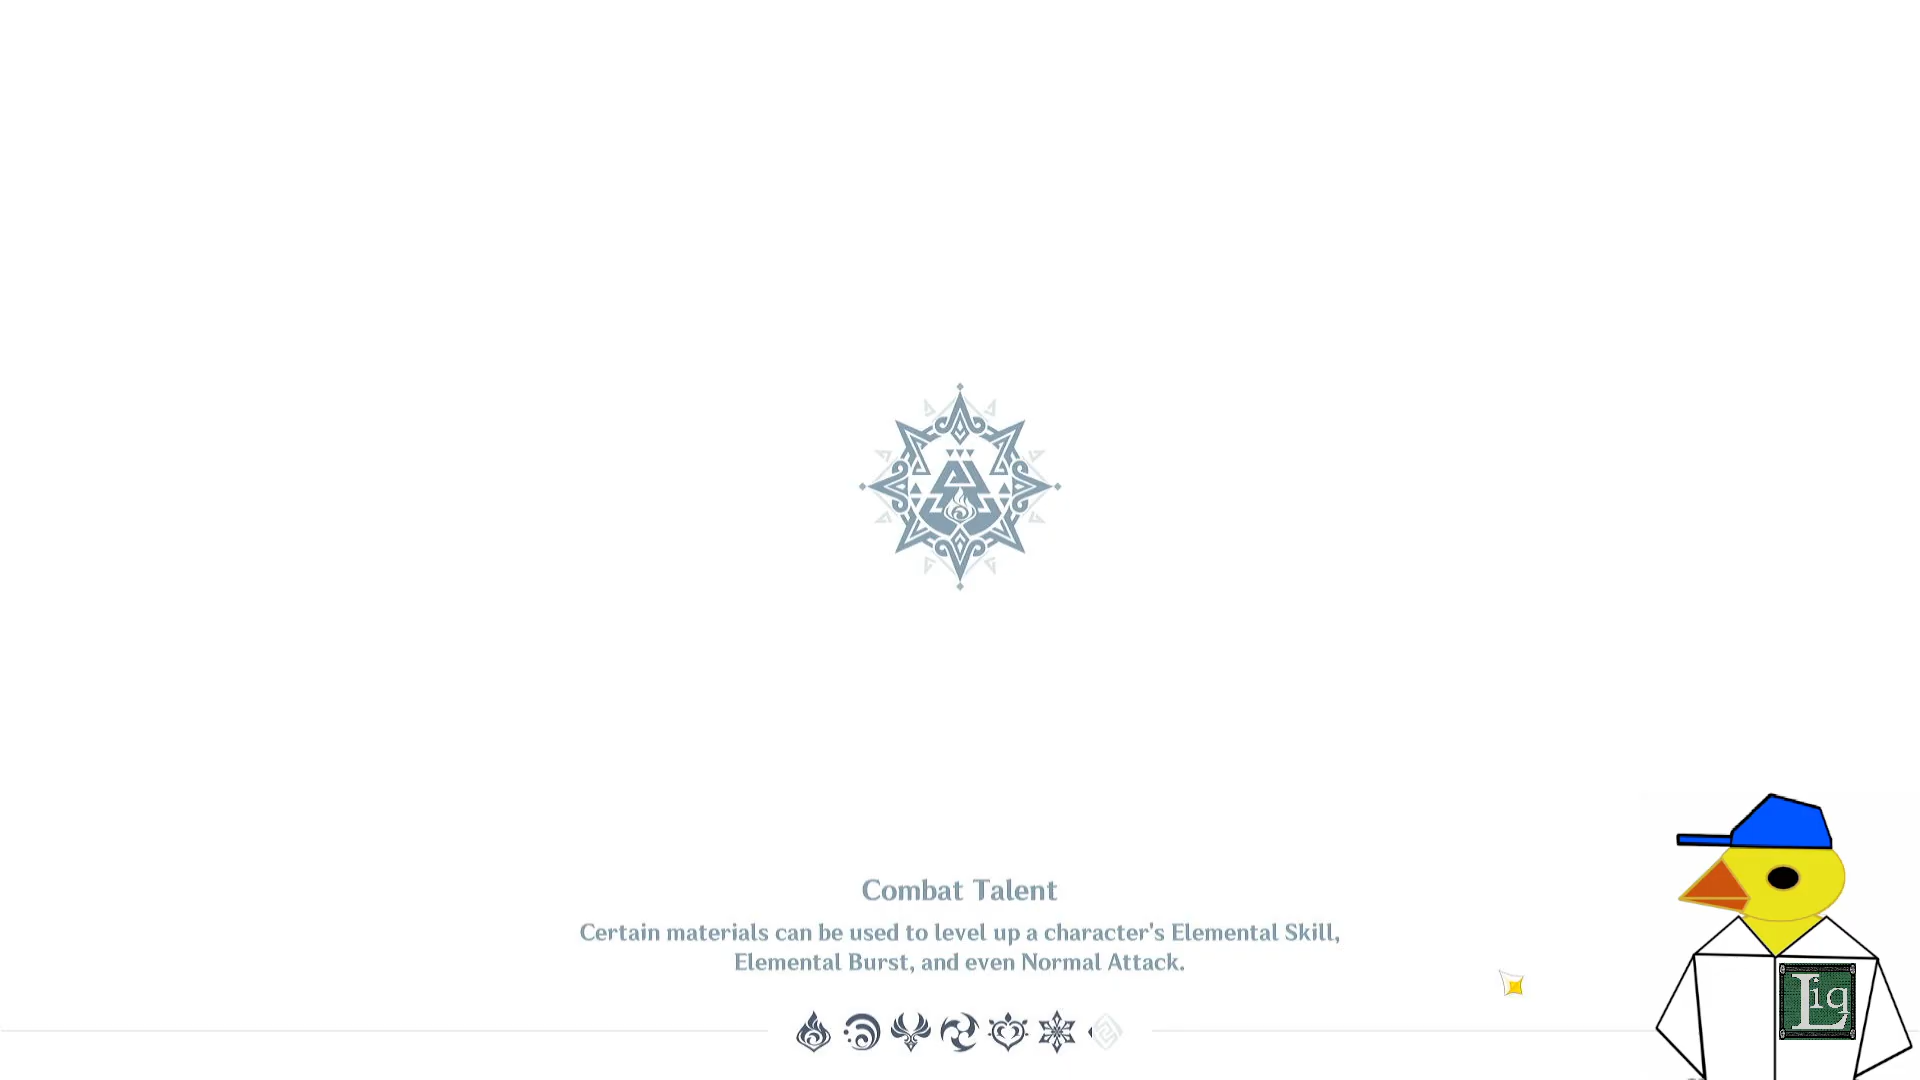 Combat Talent
Certain materials can be used to level up a character's Elemental Skill,
Elemental Burst, and even Normal Attack.
Liq